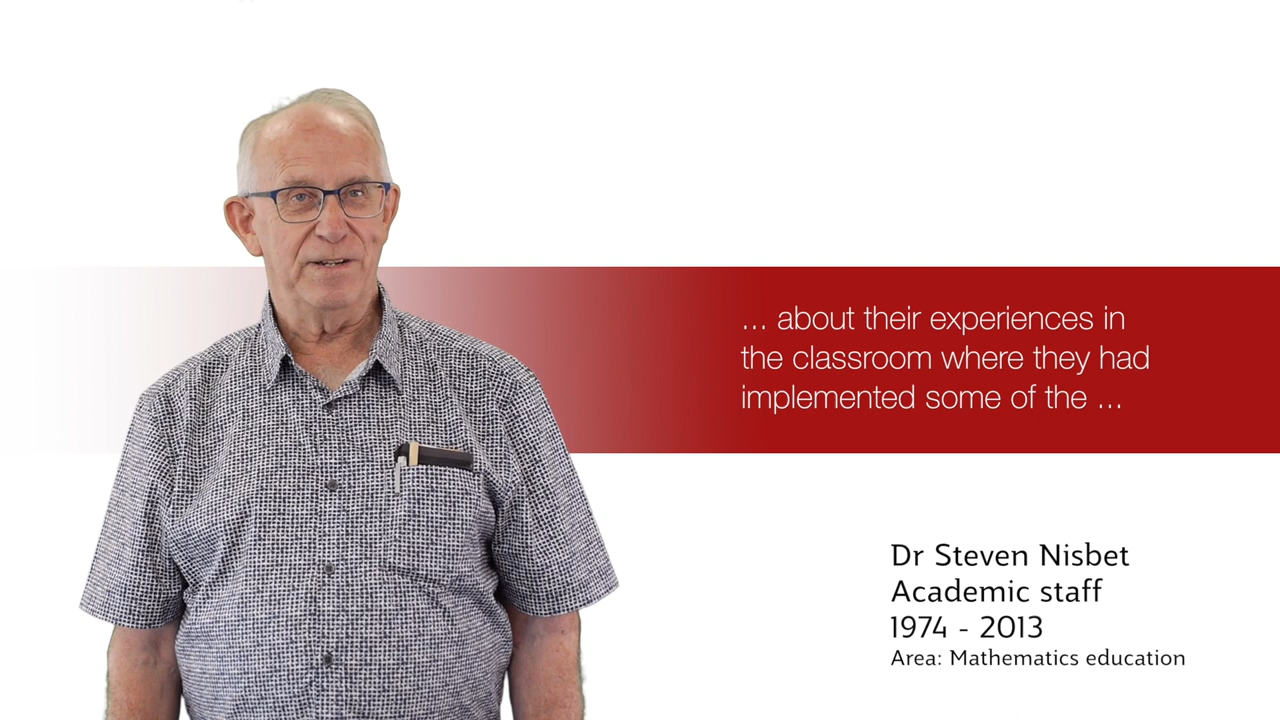 ... about their experiences in
the classroom where they had
implemented some of the ...
Dr Steven Nisbet
Academic staff
1974 - 2013
Area: Mathematics education